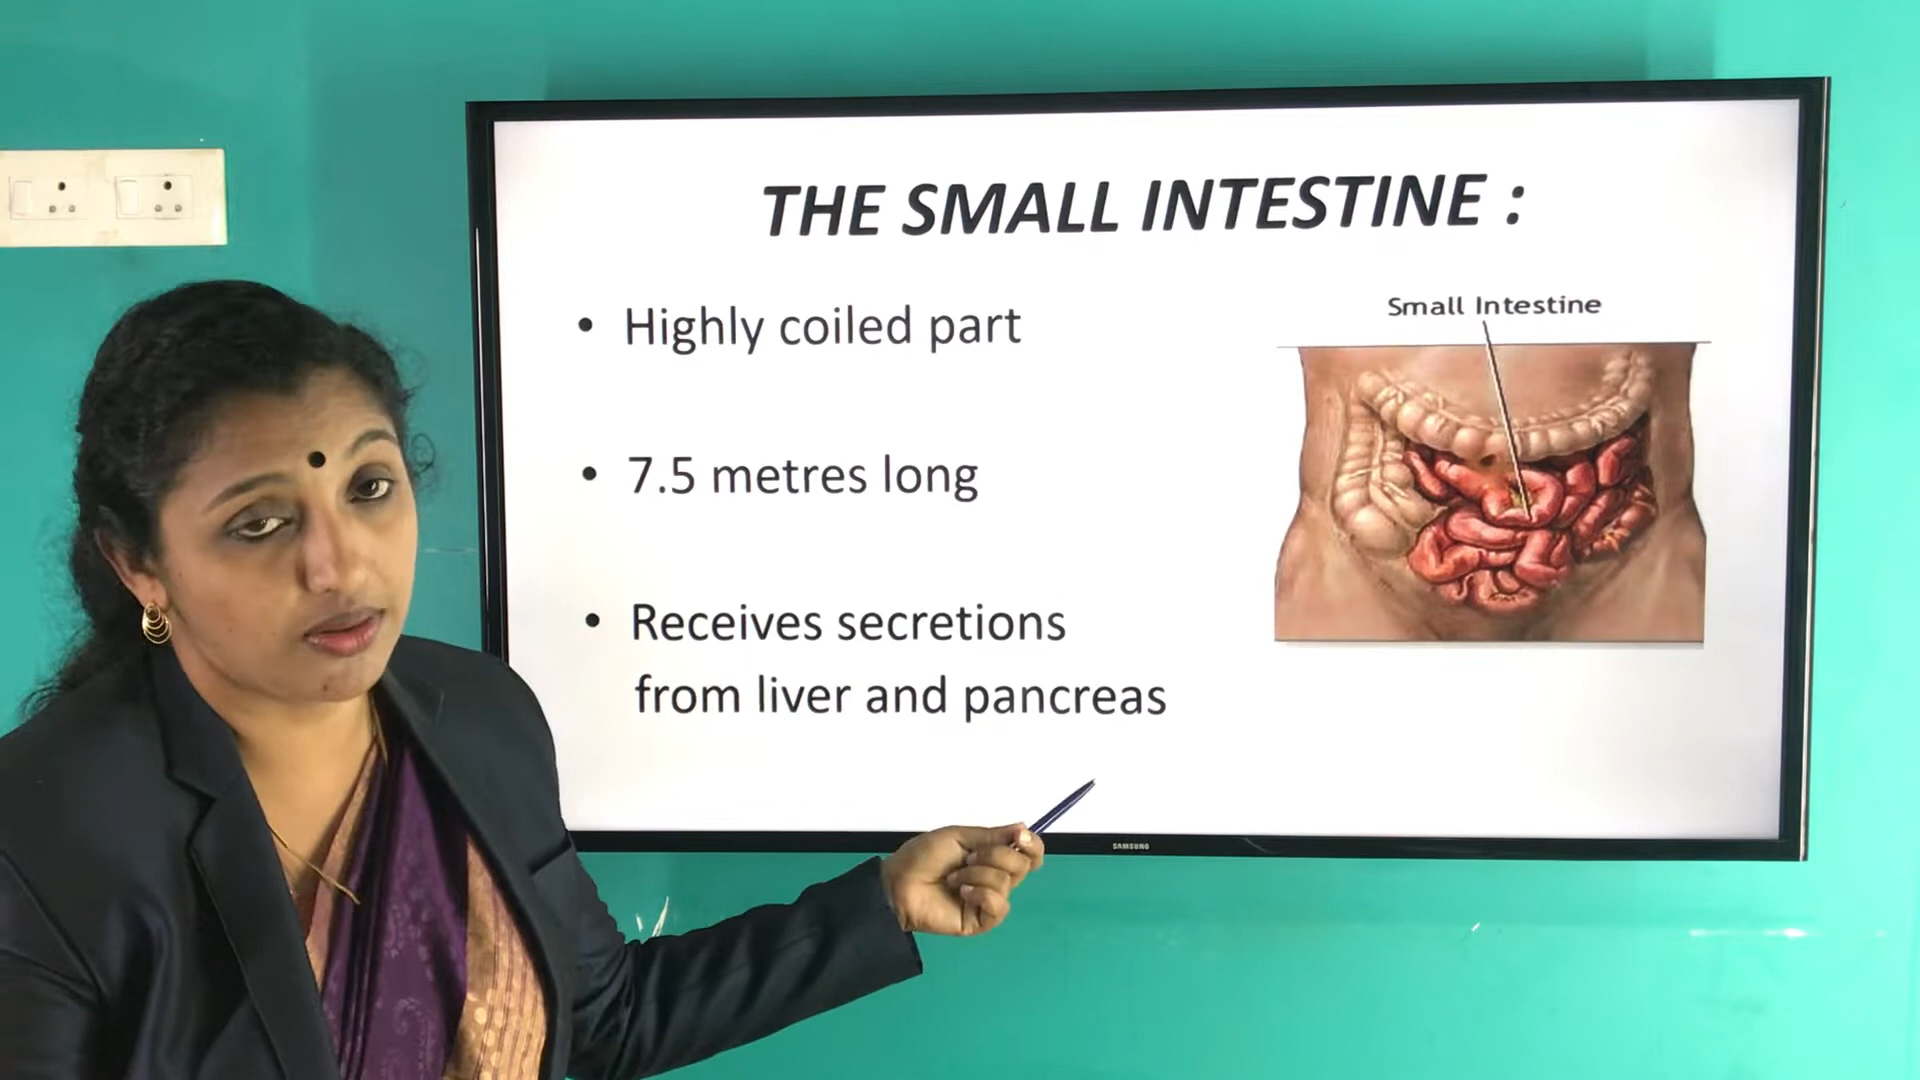 THE SMALL INTESTINE :
• Highly coiled part
• 7.5 metres long
• Receives secretions
from liver and pancreas
Small Intestine
SAMSUNG